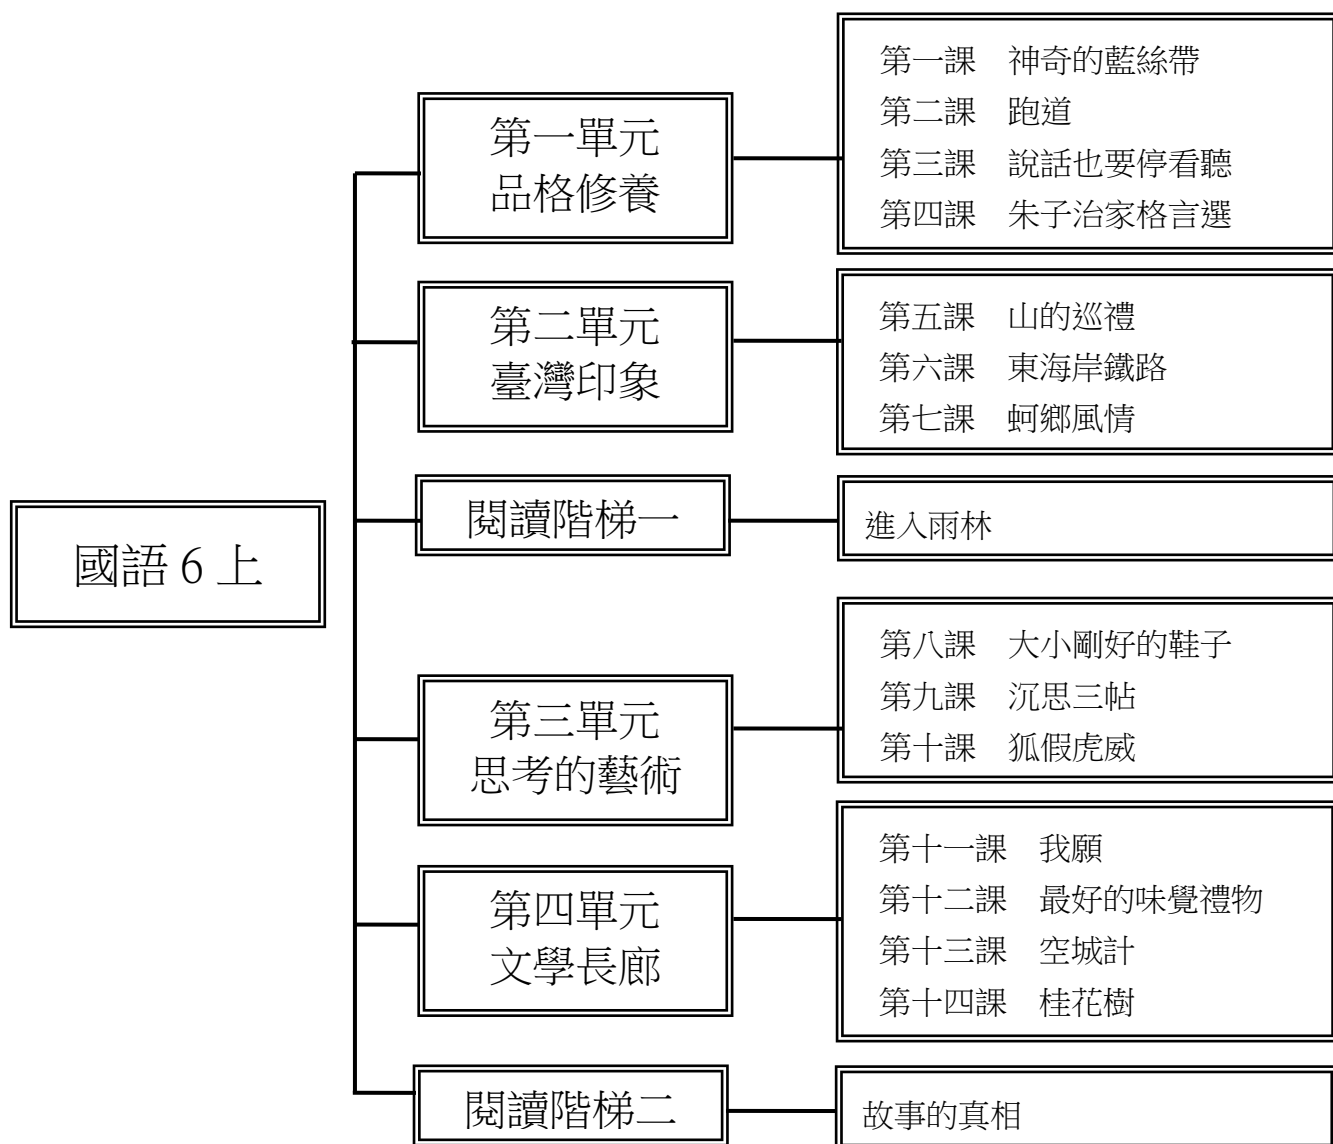 國語 6 上
第一單元
品格修養
第一課　神奇的藍絲帶
第二課　跑道
第三課　說話也要停看聽
第四課　朱子治家格言選
第二單元
臺灣印象
第五課　山的巡禮
第六課　東海岸鐵路
第七課　蚵鄉風情
閱讀階梯一
進入雨林
第三單元
思考的藝術
第八課　大小剛好的鞋子
第九課　沉思三帖
第十課　狐假虎威
第四單元
文學長廊
第十一課　我願
第十二課　最好的味覺禮物
第十三課　空城計
第十四課　桂花樹
閱讀階梯二
故事的真相